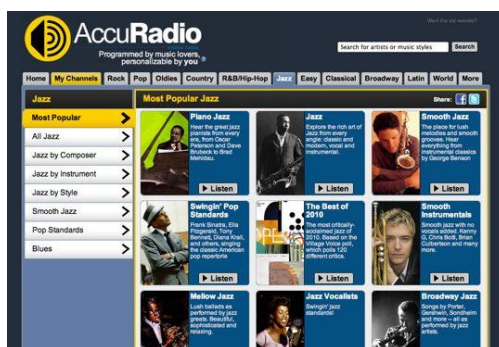 Want the old website?
AccuRadio
Programmed by music lovers,
personalizable by you.®
Search for artists or music styles
Search
Home My Channels Rock Pop Oldies Country R&B/Hip-Hop Jazz Easy Classical Broadway Latin World More
Jazz
Most Popular
All Jazz
Jazz by Composer
Jazz by Instrument
Jazz by Style
Smooth Jazz
Pop Standards
Blues
Most Popular Jazz
Share:
Piano Jazz
Hear the great jazz
pianists from every
era, from Oscar
Peterson and Dave
Brubeck to Brad
Mehldau.
Listen
Jazz
Explore the rich art of
jazz from every
angle: classic and
modern, vocal and
instrumental.
Listen
Smooth Jazz
The place for lush
melodies and smooth
grooves. Hear
everything from
instrumental classics
by George Benson
Listen
Swingin' Pop
Standards
Frank Sinatra, Ella
Fitzgerald, Tony
Bennett, Diana Krall,
and others, singing
the classic American
pop repertoire
Listen
The Best of
2010
The most critically-
acclaimed jazz of
2010. Based on the
Village Voice poll,
which polls 120
different critics.
Listen
Smooth
Instrumentals
Smooth jazz with no
vocals added. Kenny
G, Chris Botti, Brian
Culbertson and many
more.
Listen
Mellow Jazz
Lush ballads as
performed by jazz
greats. Beautiful,
sophisticated and
relaxing.
Jazz Vocalists
Swingin' jazz
standards!
Broadway Jazz
Songs by Porter,
Gershwin, Sondheim
and more -- all as
performed by jazz
artists.